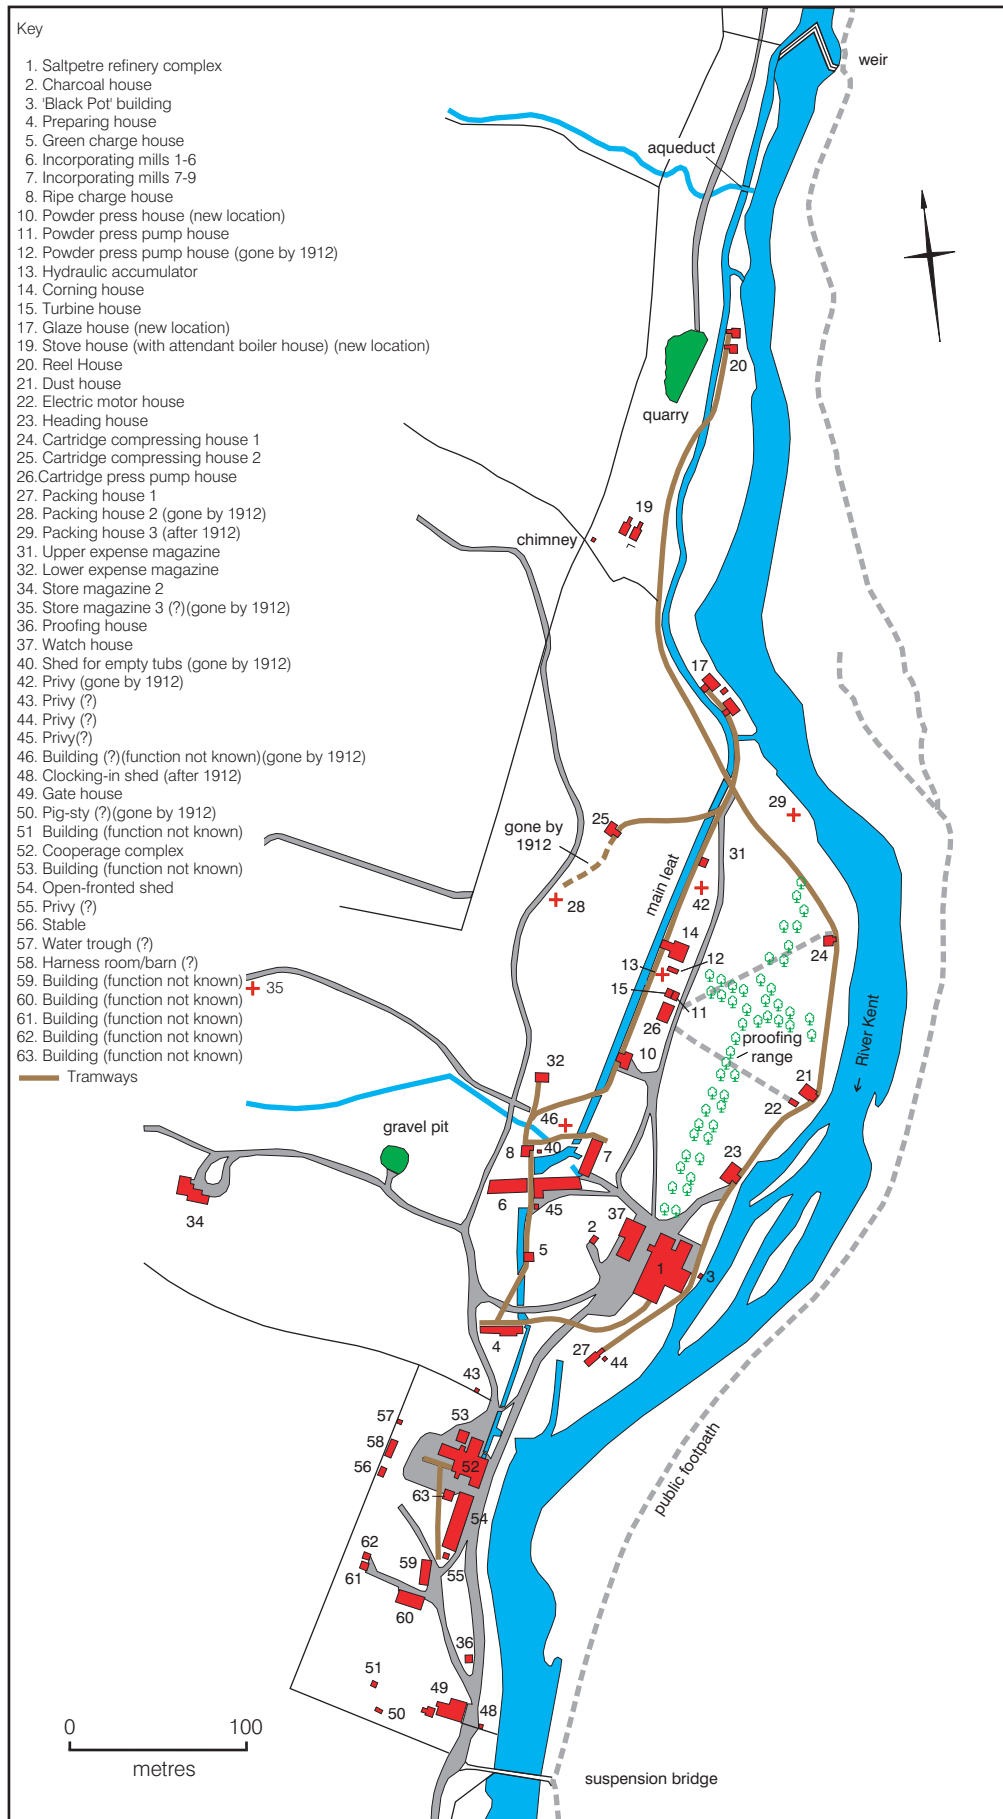 Key
1. Saltpetre refinery complex
2. Charcoal house
3. 'Black Pot' building
4. Preparing house
5. Green charge house
6. Incorporating mills 1-6
7. Incorporating mills 7-9
8. Ripe charge house
10. Powder press house (new location)
11. Powder press pump house
12. Powder press pump house (gone by 1912)
13. Hydraulic accumulator
14. Corning house
15. Turbine house
17. Glaze house (new location)
19. Stove house (with attendant boiler house) (new location)
20. Reel House
21. Dust house
22. Electric motor house
23. Heading house
24. Cartridge compressing house 1
25. Cartridge compressing house 2
26.Cartridge press pump house
27. Packing house 1
28. Packing house 2 (gone by 1912)
29. Packing house 3 (after 1912)
31. Upper expense magazine
32. Lower expense magazine
34. Store magazine 2
35. Store magazine 3 (?)(gone by 1912)
36. Proofing house
37. Watch house
40. Shed for empty tubs (gone by 1912)
42. Privy (gone by 1912)
43. Privy (?)
44. Privy (?)
45. Privy(?)
46. Building (?)(function not known)(gone by 1912)
48. Clocking-in shed (after 1912)
49. Gate house
50. Pig-sty (?)(gone by 1912)
51 Building (function not known)
52. Cooperage complex
53. Building (function not known)
54. Open-fronted shed
55. Privy (?)
56. Stable
57. Water trough (?)
58. Harness room/barn (?)
59. Building (function not known)
60. Building (function not known)
61. Building (function not known)
62. Building (function not known)
63. Building (function not known)
Tramways
weir
aqueduct
20
quarry
19
chimney
17
29
25
gone by
1912
31
main leat
42
28
14
12
13
24
35
15
11
26
proofing
range
River Kent
10
32
21
22
46
gravel pit
8
40
7
23
6
34
45
37
2
5
1
3
4
27
44
43
57
53
58
56
52
public footpath
63
54
62
59
55
61
60
36
51
49
50
48
0
100
metres
suspension bridge